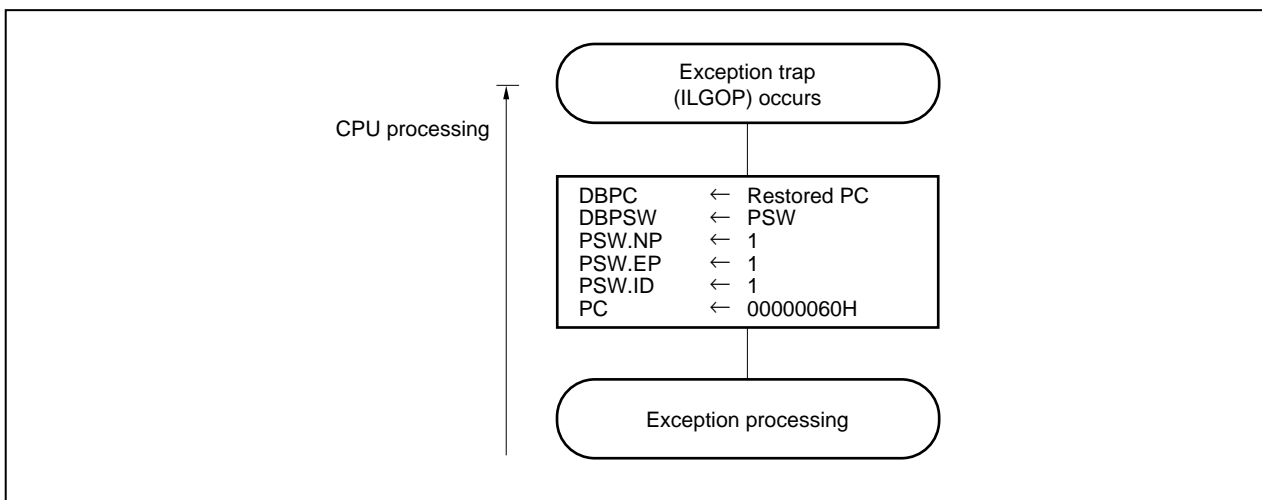 Exception trap
(ILGOP) occurs
CPU processing
DBPC ← Restored PC
DBPSW ← PSW
PSW.NP ← 1
PSW.EP ← 1
PSW.ID ← 1
PC ← 00000060H
Exception processing